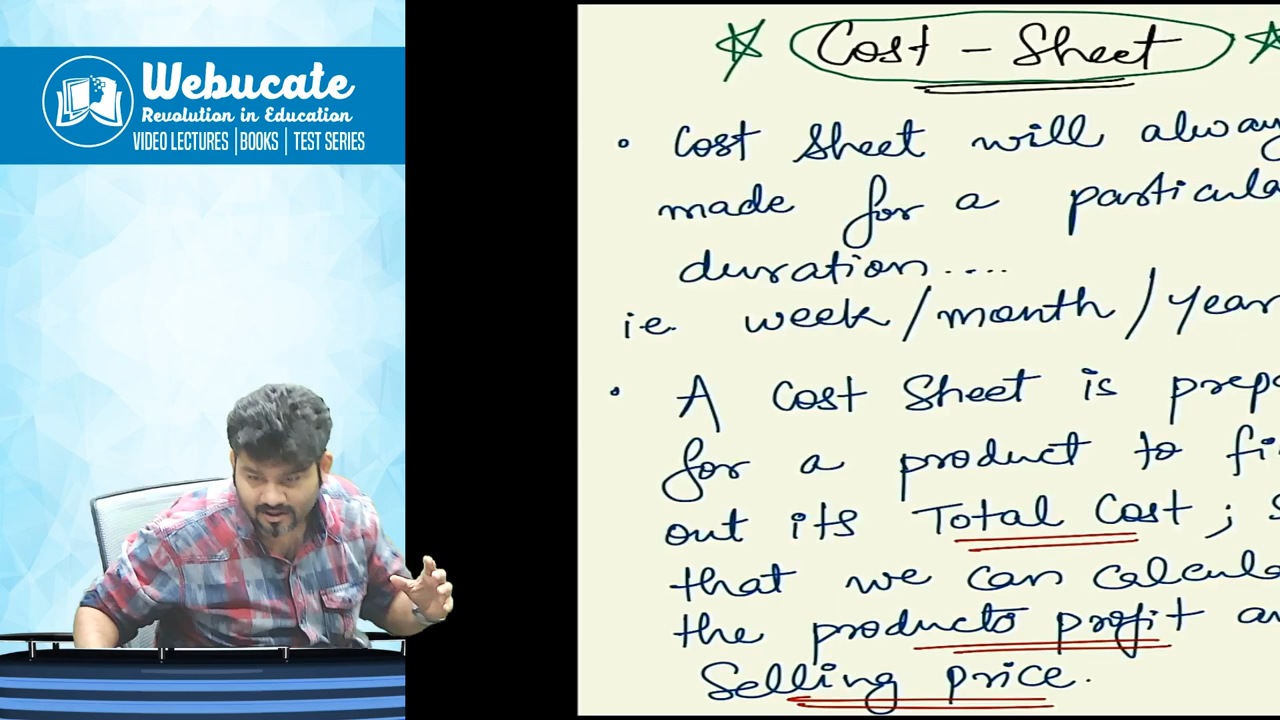 Webucate
Revolution in Education
VIDEO LECTURES | BOOKS | TEST SERIES
Cost - Sheet
• Cost Sheet will alway
made for a particula
duration....
ie. week/month/year
• A Cost Sheet is prep
for a product to fi
out its Total Cost; s
that we can calcula
the products profit an
Selling price.